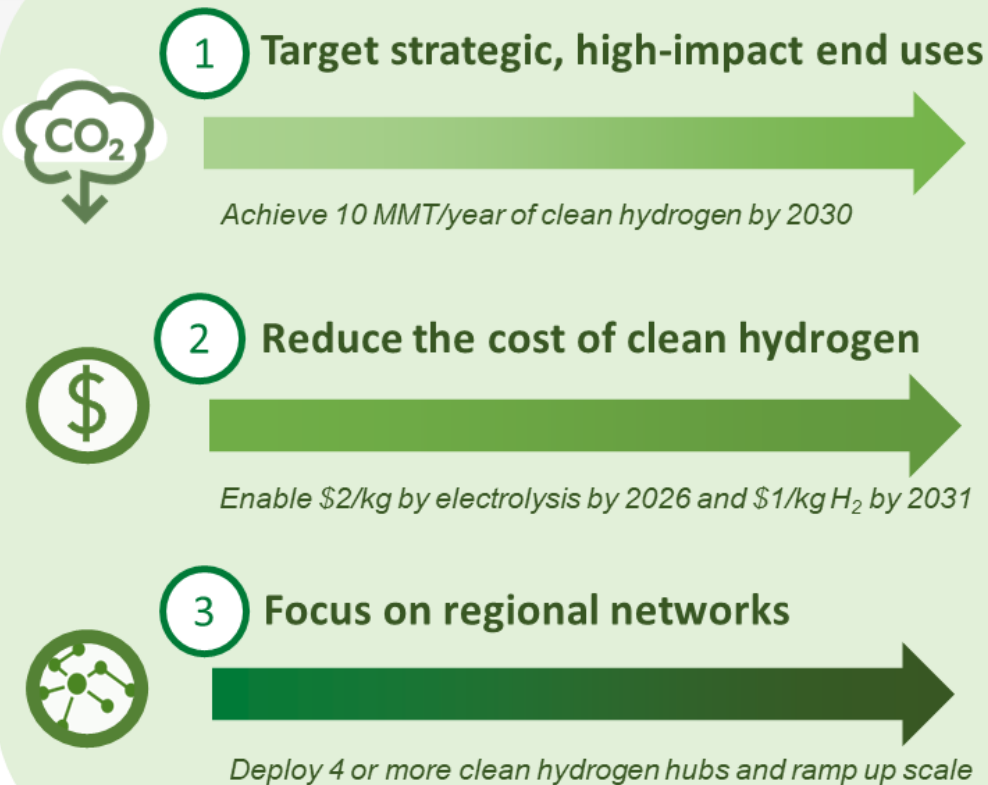 1
Target strategic, high-impact end uses
CO₂
Achieve 10 MMT/year of clean hydrogen by 2030
2
Reduce the cost of clean hydrogen
$
Enable $2/kg by electrolysis by 2026 and $1/kg H₂ by 2031
3
Focus on regional networks
Deploy 4 or more clean hydrogen hubs and ramp up scale